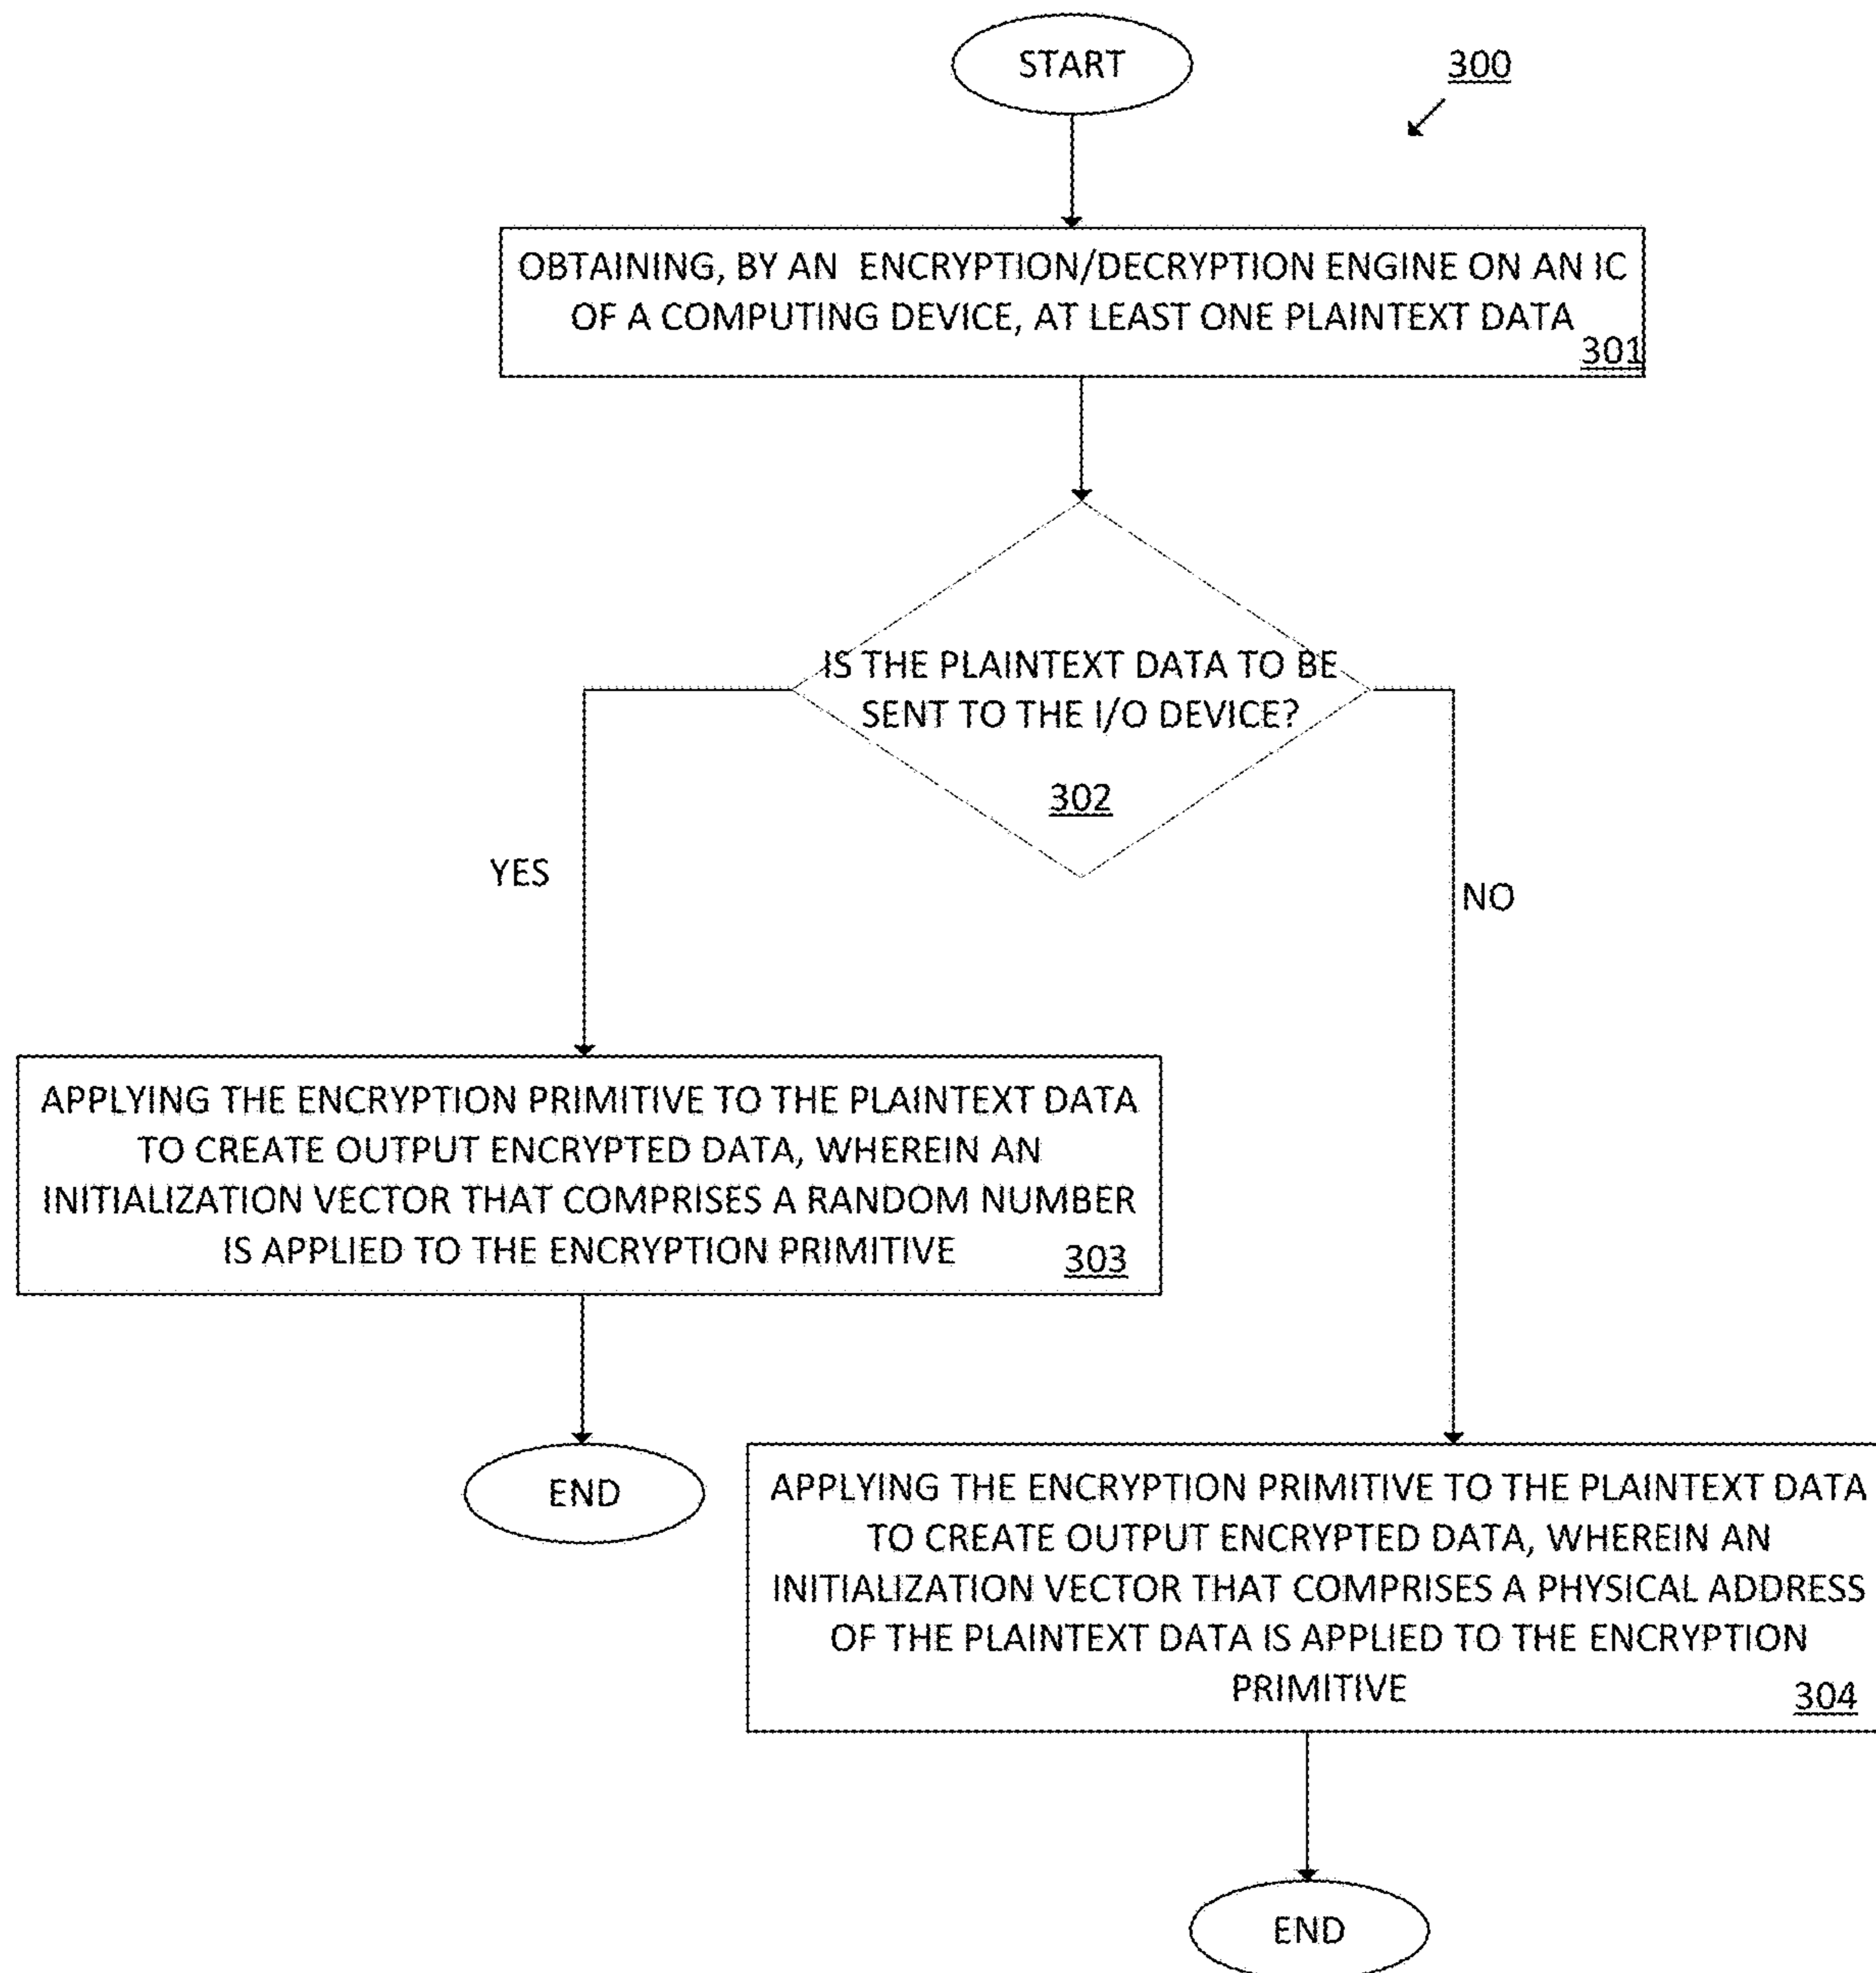 START
300
OBTAINING, BY AN ENCRYPTION/DECRYPTION ENGINE ON AN IC
OF A COMPUTING DEVICE, AT LEAST ONE PLAINTEXT DATA
301
IS THE PLAINTEXT DATA TO BE
SENT TO THE I/O DEVICE?
302
YES
NO
APPLYING THE ENCRYPTION PRIMITIVE TO THE PLAINTEXT DATA
TO CREATE OUTPUT ENCRYPTED DATA, WHEREIN AN
INITIALIZATION VECTOR THAT COMPRISES A RANDOM NUMBER
IS APPLIED TO THE ENCRYPTION PRIMITIVE
303
END
APPLYING THE ENCRYPTION PRIMITIVE TO THE PLAINTEXT DATA
TO CREATE OUTPUT ENCRYPTED DATA, WHEREIN AN
INITIALIZATION VECTOR THAT COMPRISES A PHYSICAL ADDRESS
OF THE PLAINTEXT DATA IS APPLIED TO THE ENCRYPTION
PRIMITIVE
304
END